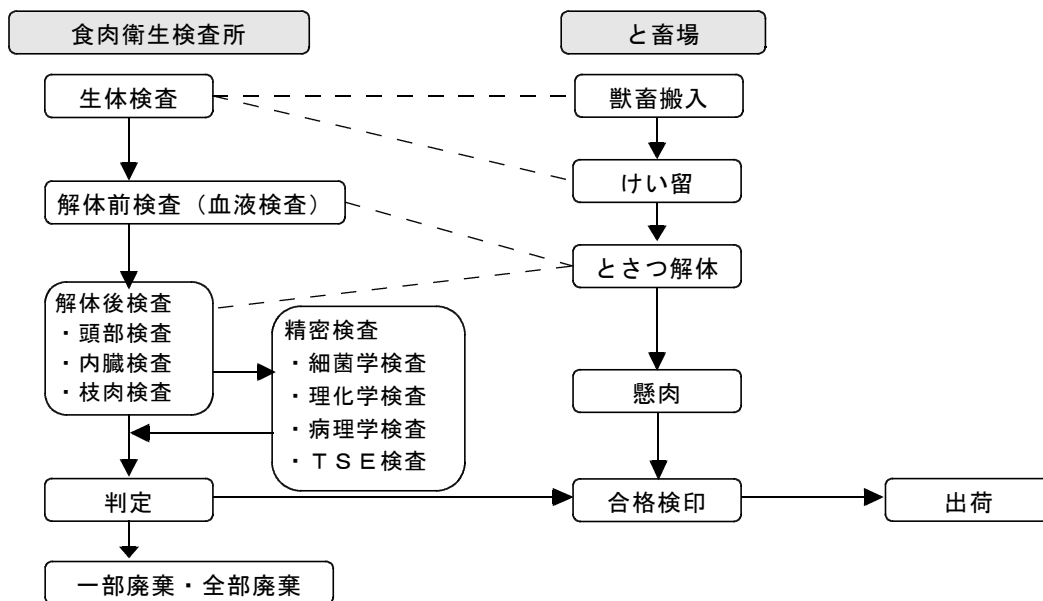 食肉衛生検査所
と畜場
生体検査
獣畜搬入
けい留
解体前検査（血液検査）
とさつ解体
解体後検査
・頭部検査
・内臓検査
・枝肉検査
精密検査
・細菌学検査
・理化学検査
・病理学検査
・ＴＳＥ検査
懸肉
判定
合格検印
出荷
一部廃棄・全部廃棄